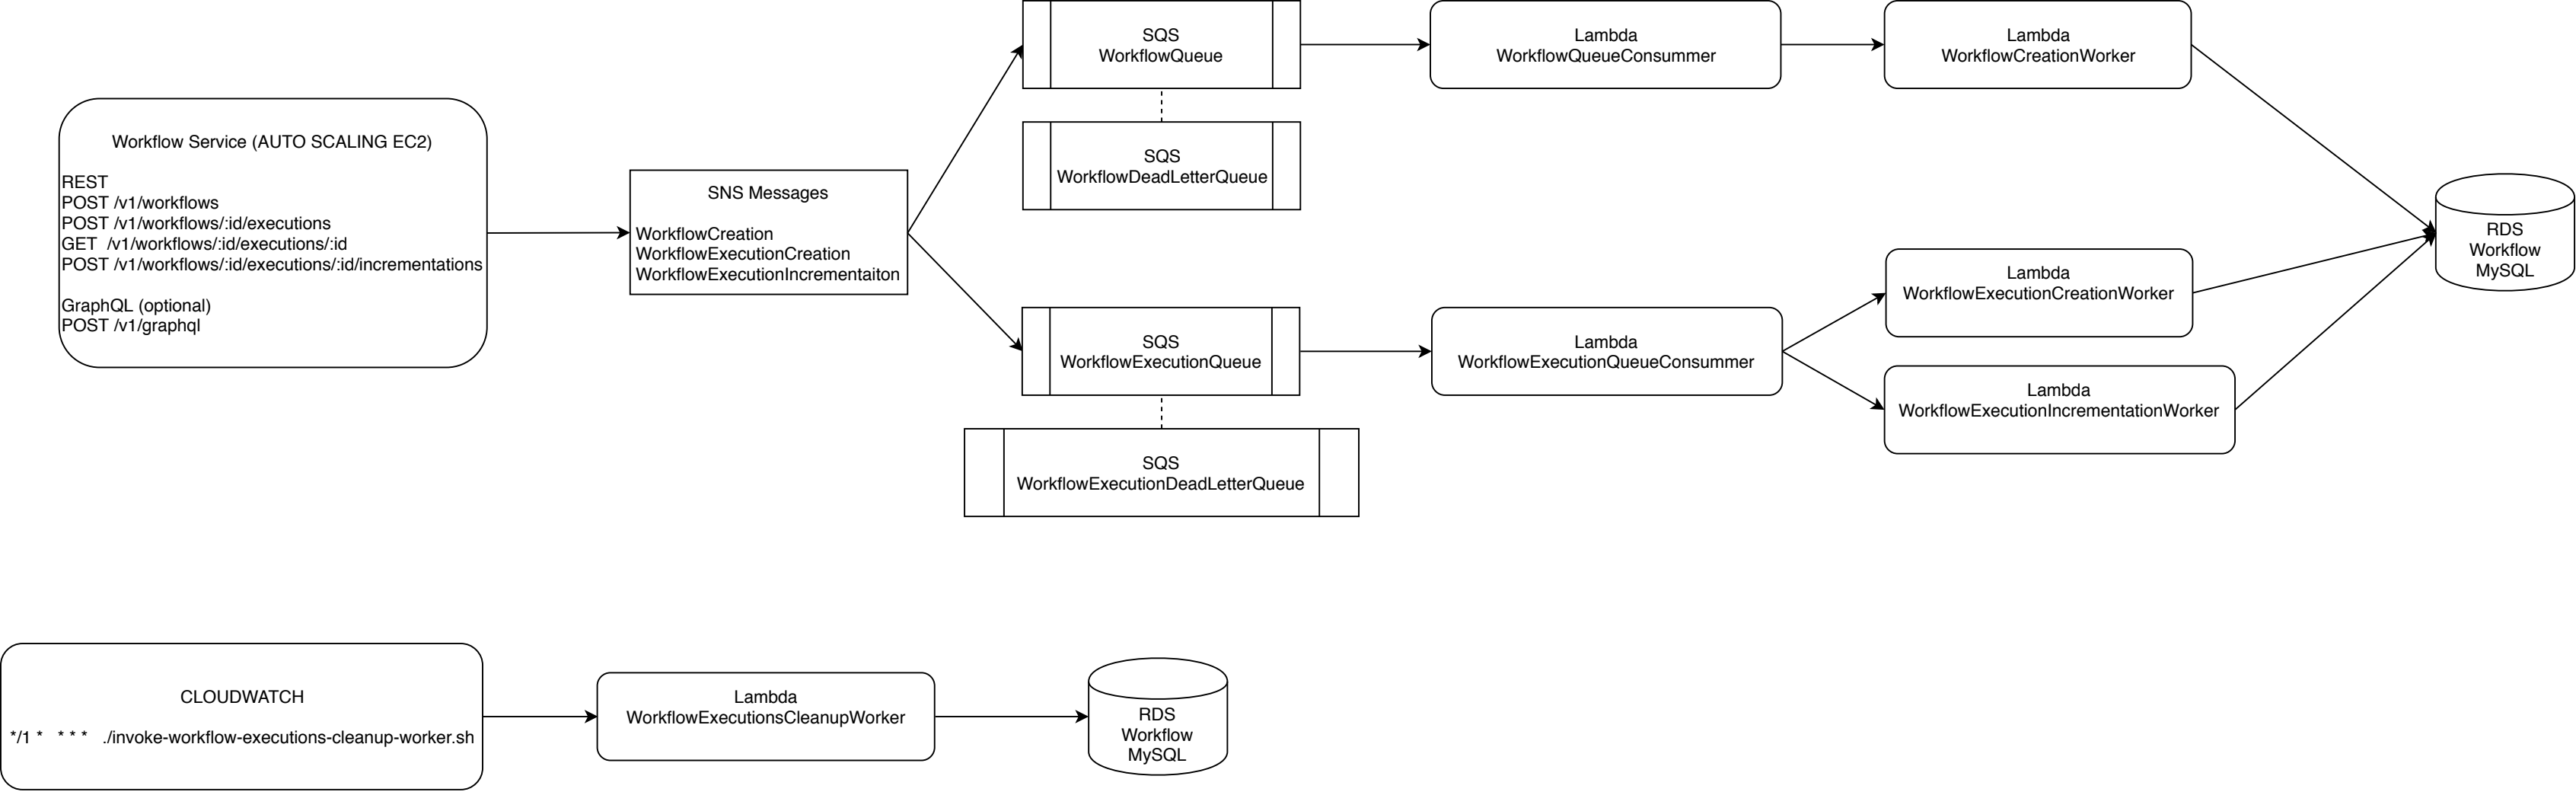 Workflow Service (AUTO SCALING EC2)
REST
POST /v1/workflows
POST /v1/workflows/:id/executions
GET  /v1/workflows/:id/executions/:id
POST /v1/workflows/:id/executions/:id/incrementations
GraphQL (optional)
POST /v1/graphql
SNS Messages
WorkflowCreation
WorkflowExecutionCreation
WorkflowExecutionIncrementaiton
SQS
WorkflowQueue
SQS
WorkflowDeadLetterQueue
Lambda
WorkflowQueueConsummer
Lambda
WorkflowCreationWorker
SQS
WorkflowExecutionQueue
SQS
WorkflowExecutionDeadLetterQueue
Lambda
WorkflowExecutionQueueConsummer
Lambda
WorkflowExecutionCreationWorker
Lambda
WorkflowExecutionIncrementationWorker
RDS
Workflow
MySQL
CLOUDWATCH
*/1 *   * * *   ./invoke-workflow-executions-cleanup-worker.sh
Lambda
WorkflowExecutionsCleanupWorker
RDS
Workflow
MySQL